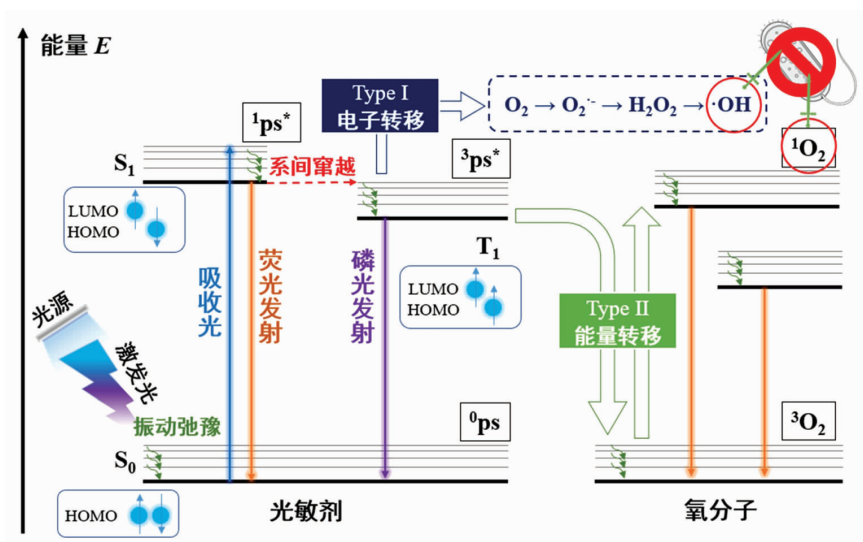 能量 E
Type I
电子转移
O₂ → O₂˙⁻ → H₂O₂ → ·OH
¹ps*
³ps*
¹O₂
S₁
系间窜越
LUMO
HOMO
T₁
LUMO
HOMO
吸收光
荧光发射
磷光发射
Type II
能量转移
光源
激发光
振动弛豫
⁰ps
³O₂
S₀
HOMO
光敏剂
氧分子